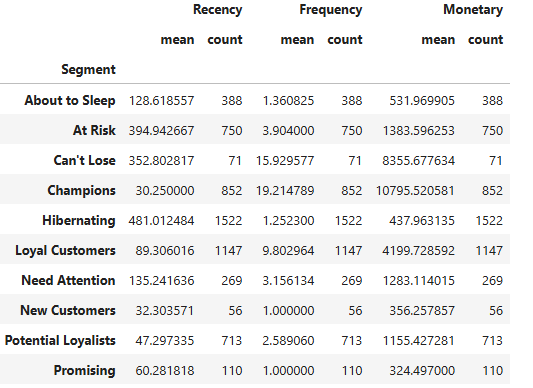 Recency Frequency Monetary
mean count mean count mean count
Segment
About to Sleep 128.618557 388 1.360825 388 531.969905 388
At Risk 394.942667 750 3.904000 750 1383.596253 750
Can't Lose 352.802817 71 15.929577 71 8355.677634 71
Champions 30.250000 852 19.214789 852 10795.520581 852
Hibernating 481.012484 1522 1.252300 1522 437.963135 1522
Loyal Customers 89.306016 1147 9.802964 1147 4199.728592 1147
Need Attention 135.241636 269 3.156134 269 1283.114015 269
New Customers 32.303571 56 1.000000 56 356.257857 56
Potential Loyalists 47.297335 713 2.589060 713 1155.427281 713
Promising 60.281818 110 1.000000 110 324.497000 110